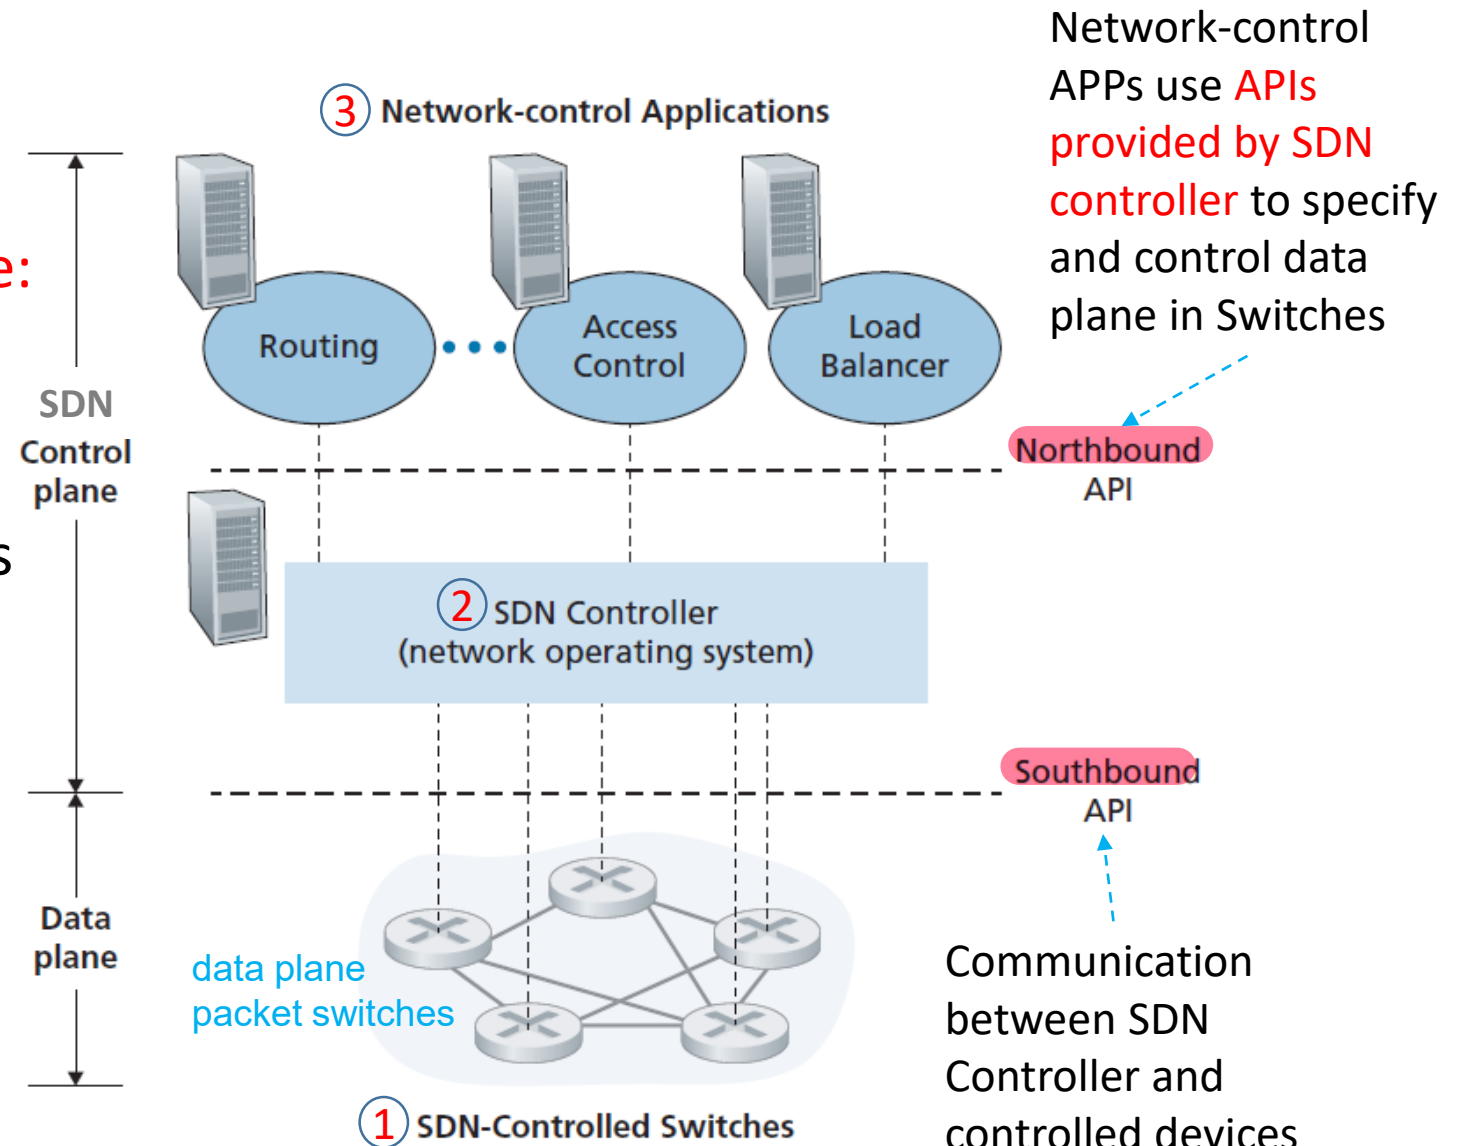 Network-control
APPs use APIs
provided by SDN
controller to specify
and control data
plane in Switches
3 Network-control Applications
e:
Routing
Access
Control
Load
Balancer
SDN
Control
plane
Northbound
API
s
2 SDN Controller
(network operating system)
Southbound
API
Data
plane
data plane
packet switches
Communication
between SDN
Controller and
controlled devices
1 SDN-Controlled Switches